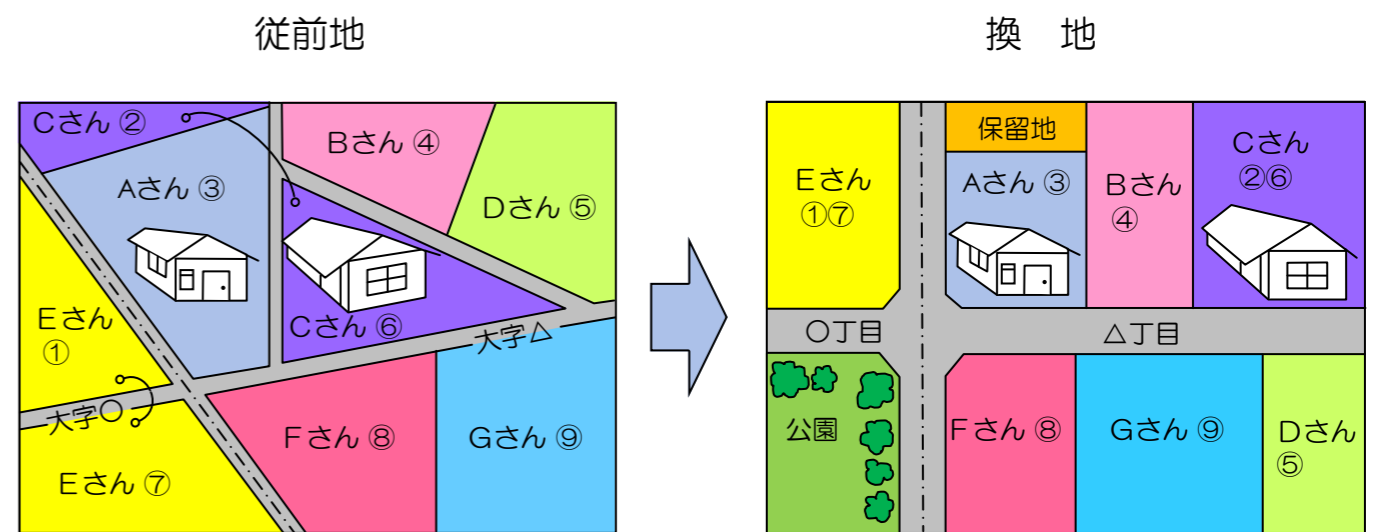 従前地
換　地
Cさん ②
Aさん ③
Bさん ④
Dさん ⑤
Eさん
①
Cさん ⑥
大字△
大字〇
Eさん ⑦
Fさん ⑧
Gさん ⑨
Eさん
①⑦
保留地
Aさん ③
Bさん
④
Cさん
②⑥
〇丁目
△丁目
公園
Fさん ⑧
Gさん ⑨
Dさん
⑤